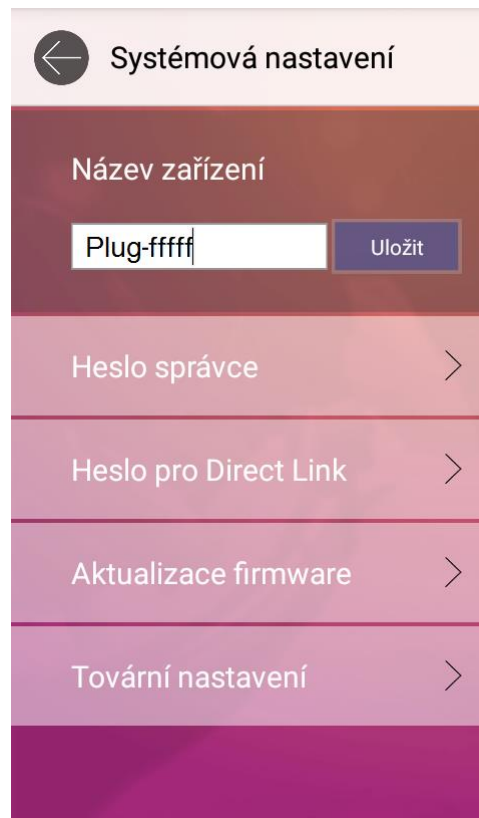 Systémová nastavení
Název zařízení
Plug-fffff
Uložit
Heslo správce
Heslo pro Direct Link
Aktualizace firmware
Tovární nastavení